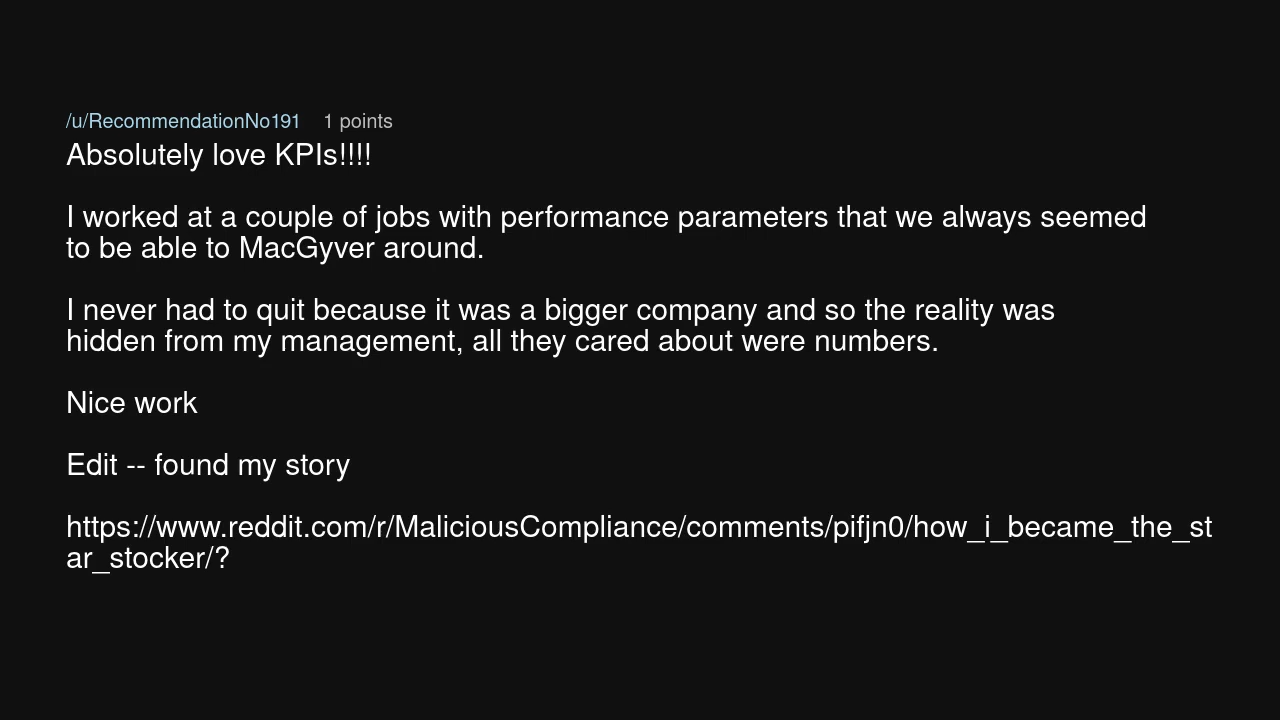 /u/RecommendationNo191 1 points
Absolutely love KPIs!!!!
I worked at a couple of jobs with performance parameters that we always seemed
to be able to MacGyver around.
I never had to quit because it was a bigger company and so the reality was
hidden from my management, all they cared about were numbers.
Nice work
Edit -- found my story
https://www.reddit.com/r/MaliciousCompliance/comments/pifjn0/how_i_became_the_st
ar_stocker/?